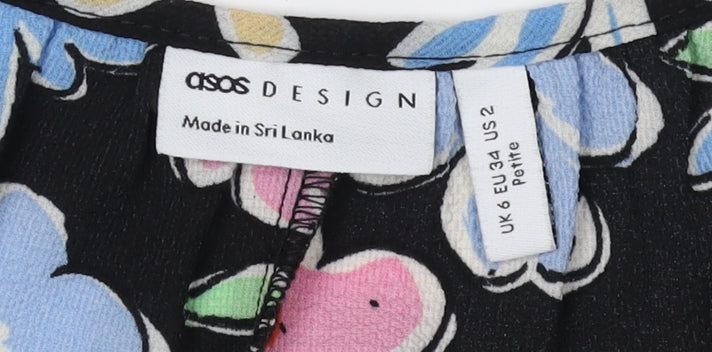 asos DESIGN
Made in Sri Lanka
UK 6 EU 34 US 2
Petite